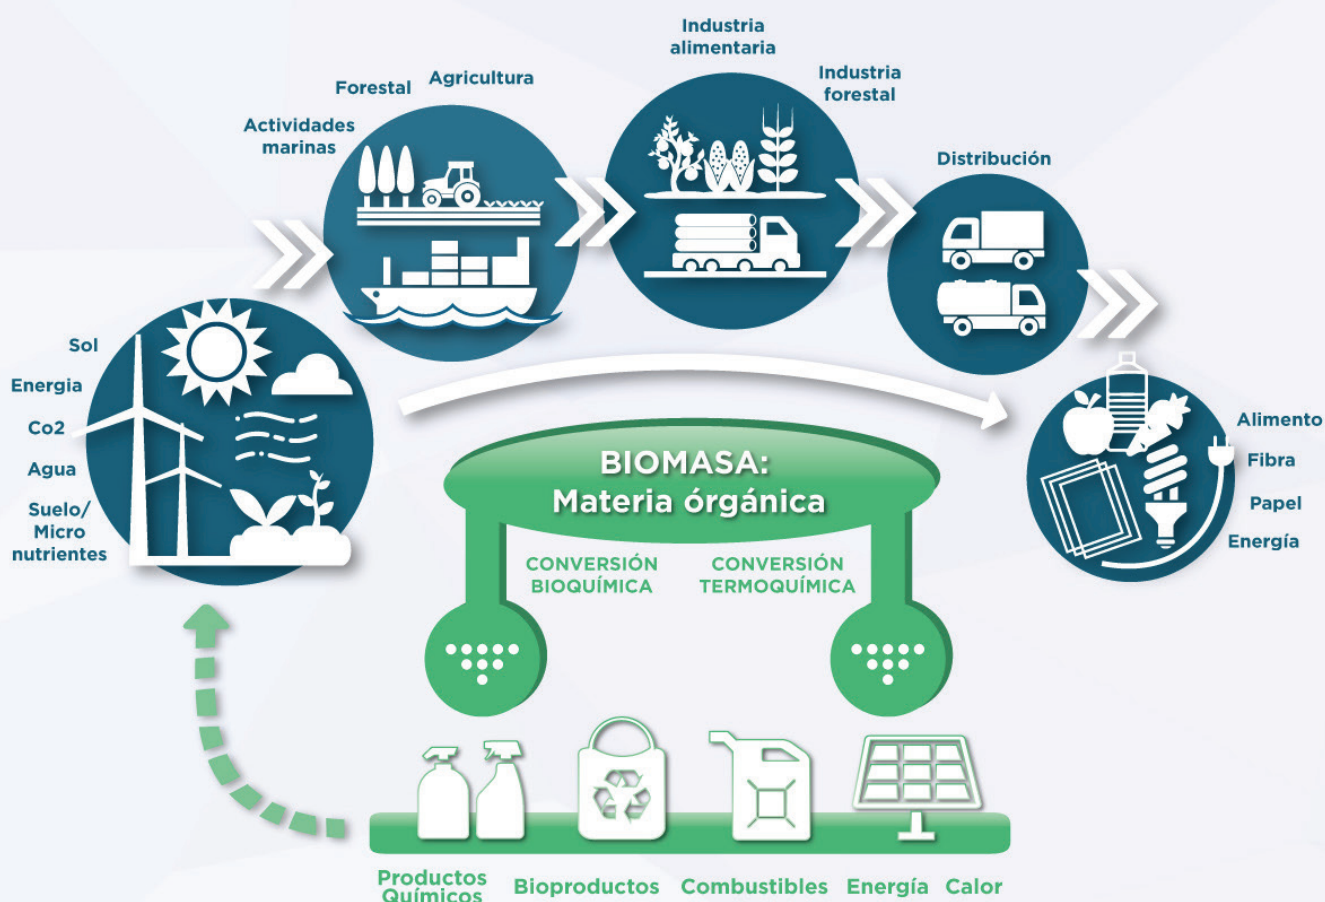 Industria
alimentaria
Industria
forestal
Forestal
Agricultura
Actividades
marinas
Distribución
Sol
Energia
Co2
Agua
Suelo/
Micro
nutrientes
Alimento
Fibra
Papel
Energía
BIOMASA:
Materia órgánica
CONVERSIÓN
BIOQUÍMICA
CONVERSIÓN
TERMOQUÍMICA
Productos
Químicos
Bioproductos
Combustibles
Energía
Calor